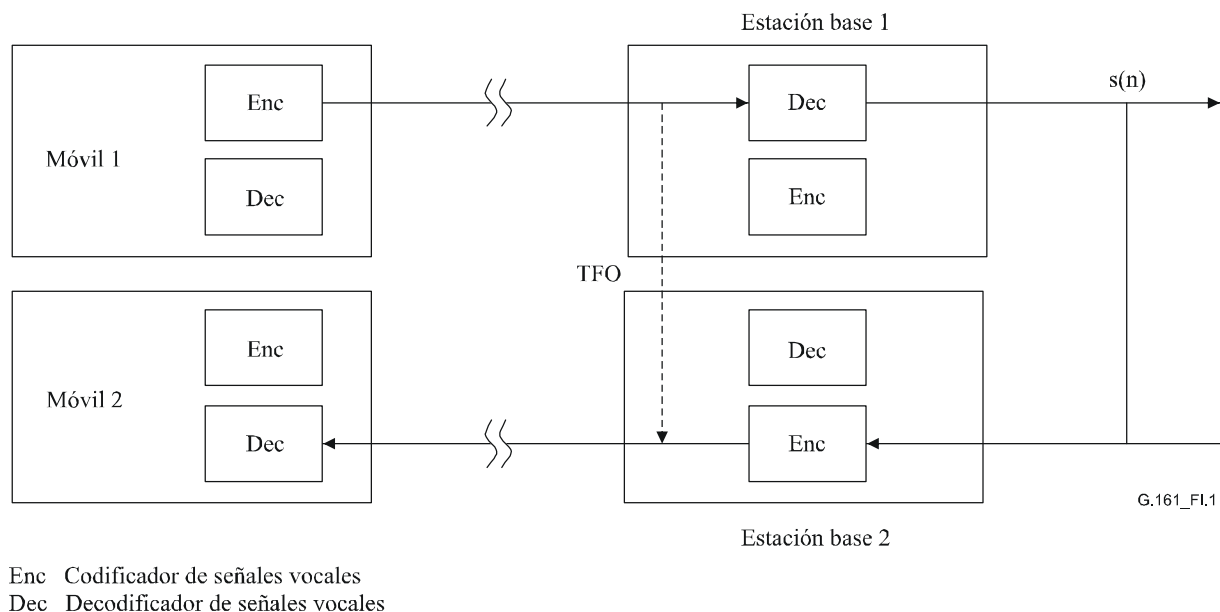 Estación base 1
s(n)
Enc
Dec
Móvil 1
Dec
Enc
TFO
Enc
Dec
Móvil 2
Dec
Enc
G.161_FI.1
Estación base 2
Enc Codificador de señales vocales
Dec Decodificador de señales vocales